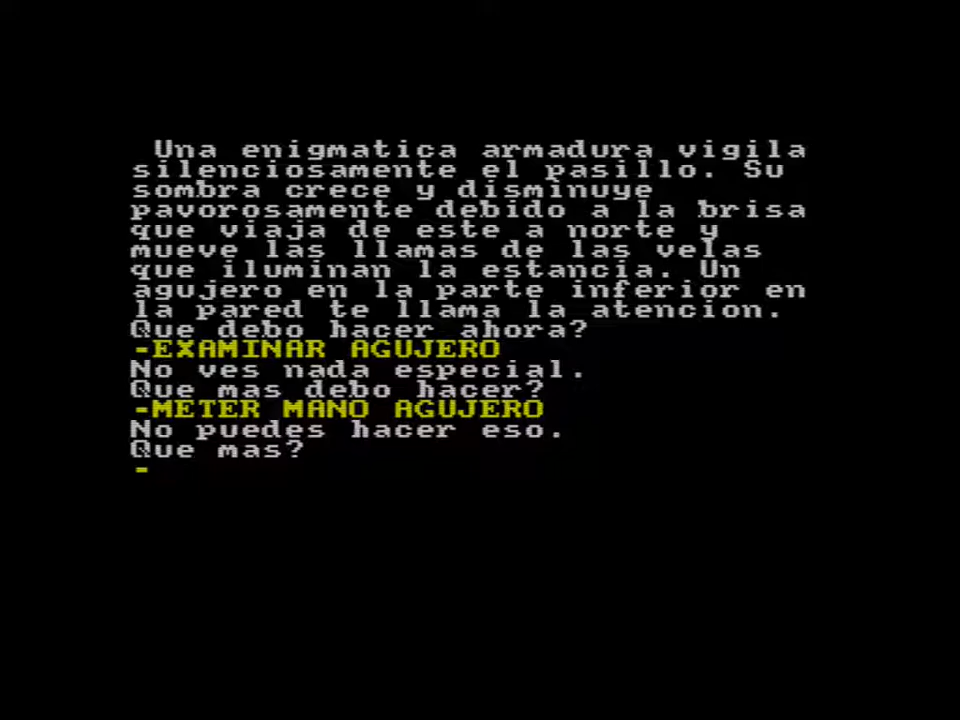 Una enigmatica armadura vigila
silenciosamente el pasillo. Su
sombra crece y disminuye
pavorosamente debido a la brisa
que viaja de este a norte y
mueve las llamas de las velas
que iluminan la estancia. Un
agujero en la parte inferior en
la pared te llama la atencion.
Que debo hacer ahora?
-EXAMINAR AGUJERO
No ves nada especial.
Que mas debo hacer?
-METER MANO AGUJERO
No puedes hacer eso.
Que mas?
-